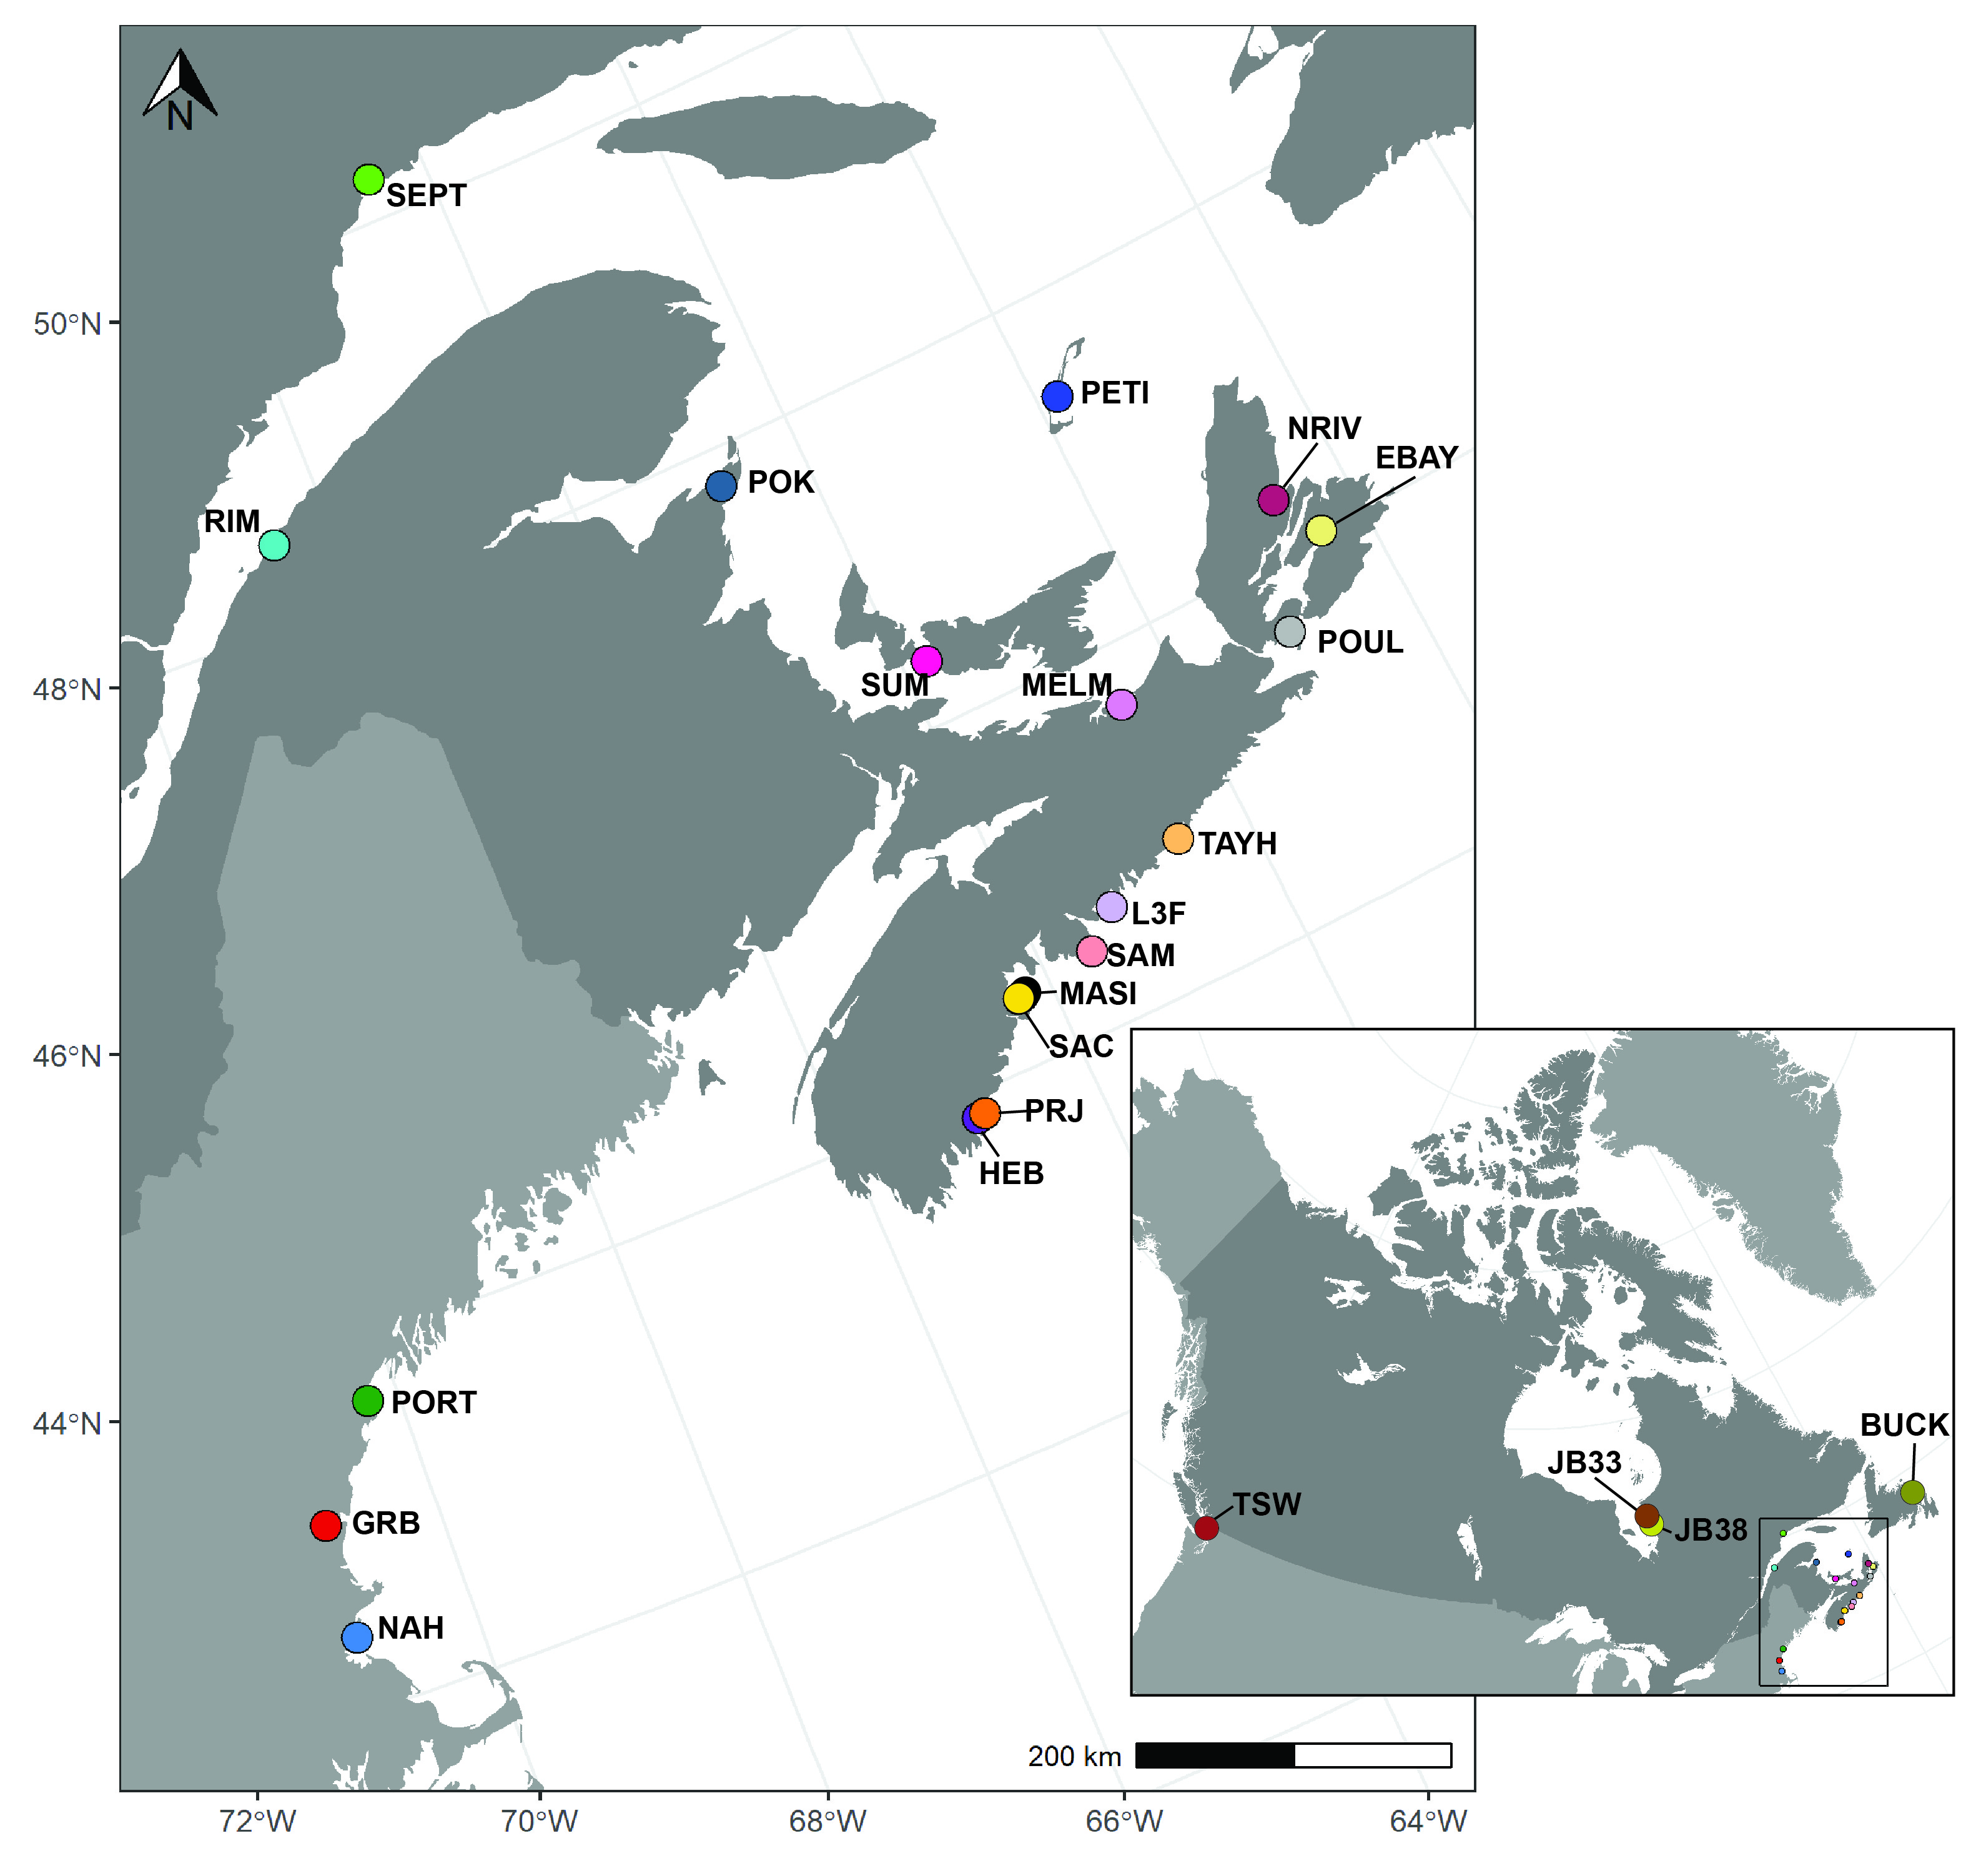 N
SEPT
50°N
PETI
NRIV
EBAY
POK
RIM
POUL
SUM
MELM
48°N
TAYH
L3F
SAM
MASI
SAC
46°N
PRJ
HEB
PORT
44°N
BUCK
JB33
TSW
JB38
GRB
NAH
200 km
72°W
70°W
68°W
66°W
64°W